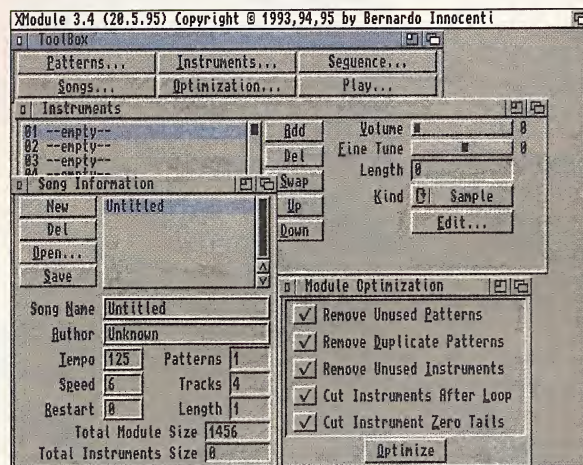 XModule 3.4 (20.5.95) Copyright © 1993,94,95 by Bernardo Innocenti
ToolBox
Patterns... Instruments... Sequence...
Songs... Optimization... Play...
Instruments
01 --empty--
02 --empty--
03 --empty--
04 --empty--
Add
Del
Swap
Up
Down
Volume 0
Fine Tune 0
Length 0
Kind Sample
Edit...
Song Information
New
Del
Open...
Save
Untitled
Song Name Untitled
Author Unknown
Tempo 125 Patterns 1
Speed 6 Tracks 4
Restart 0 Length 1
Total Module Size 1456
Total Instruments Size 0
Module Optimization
Remove Unused Patterns
Remove Duplicate Patterns
Remove Unused Instruments
Cut Instruments After Loop
Cut Instrument Zero Tails
Optimize